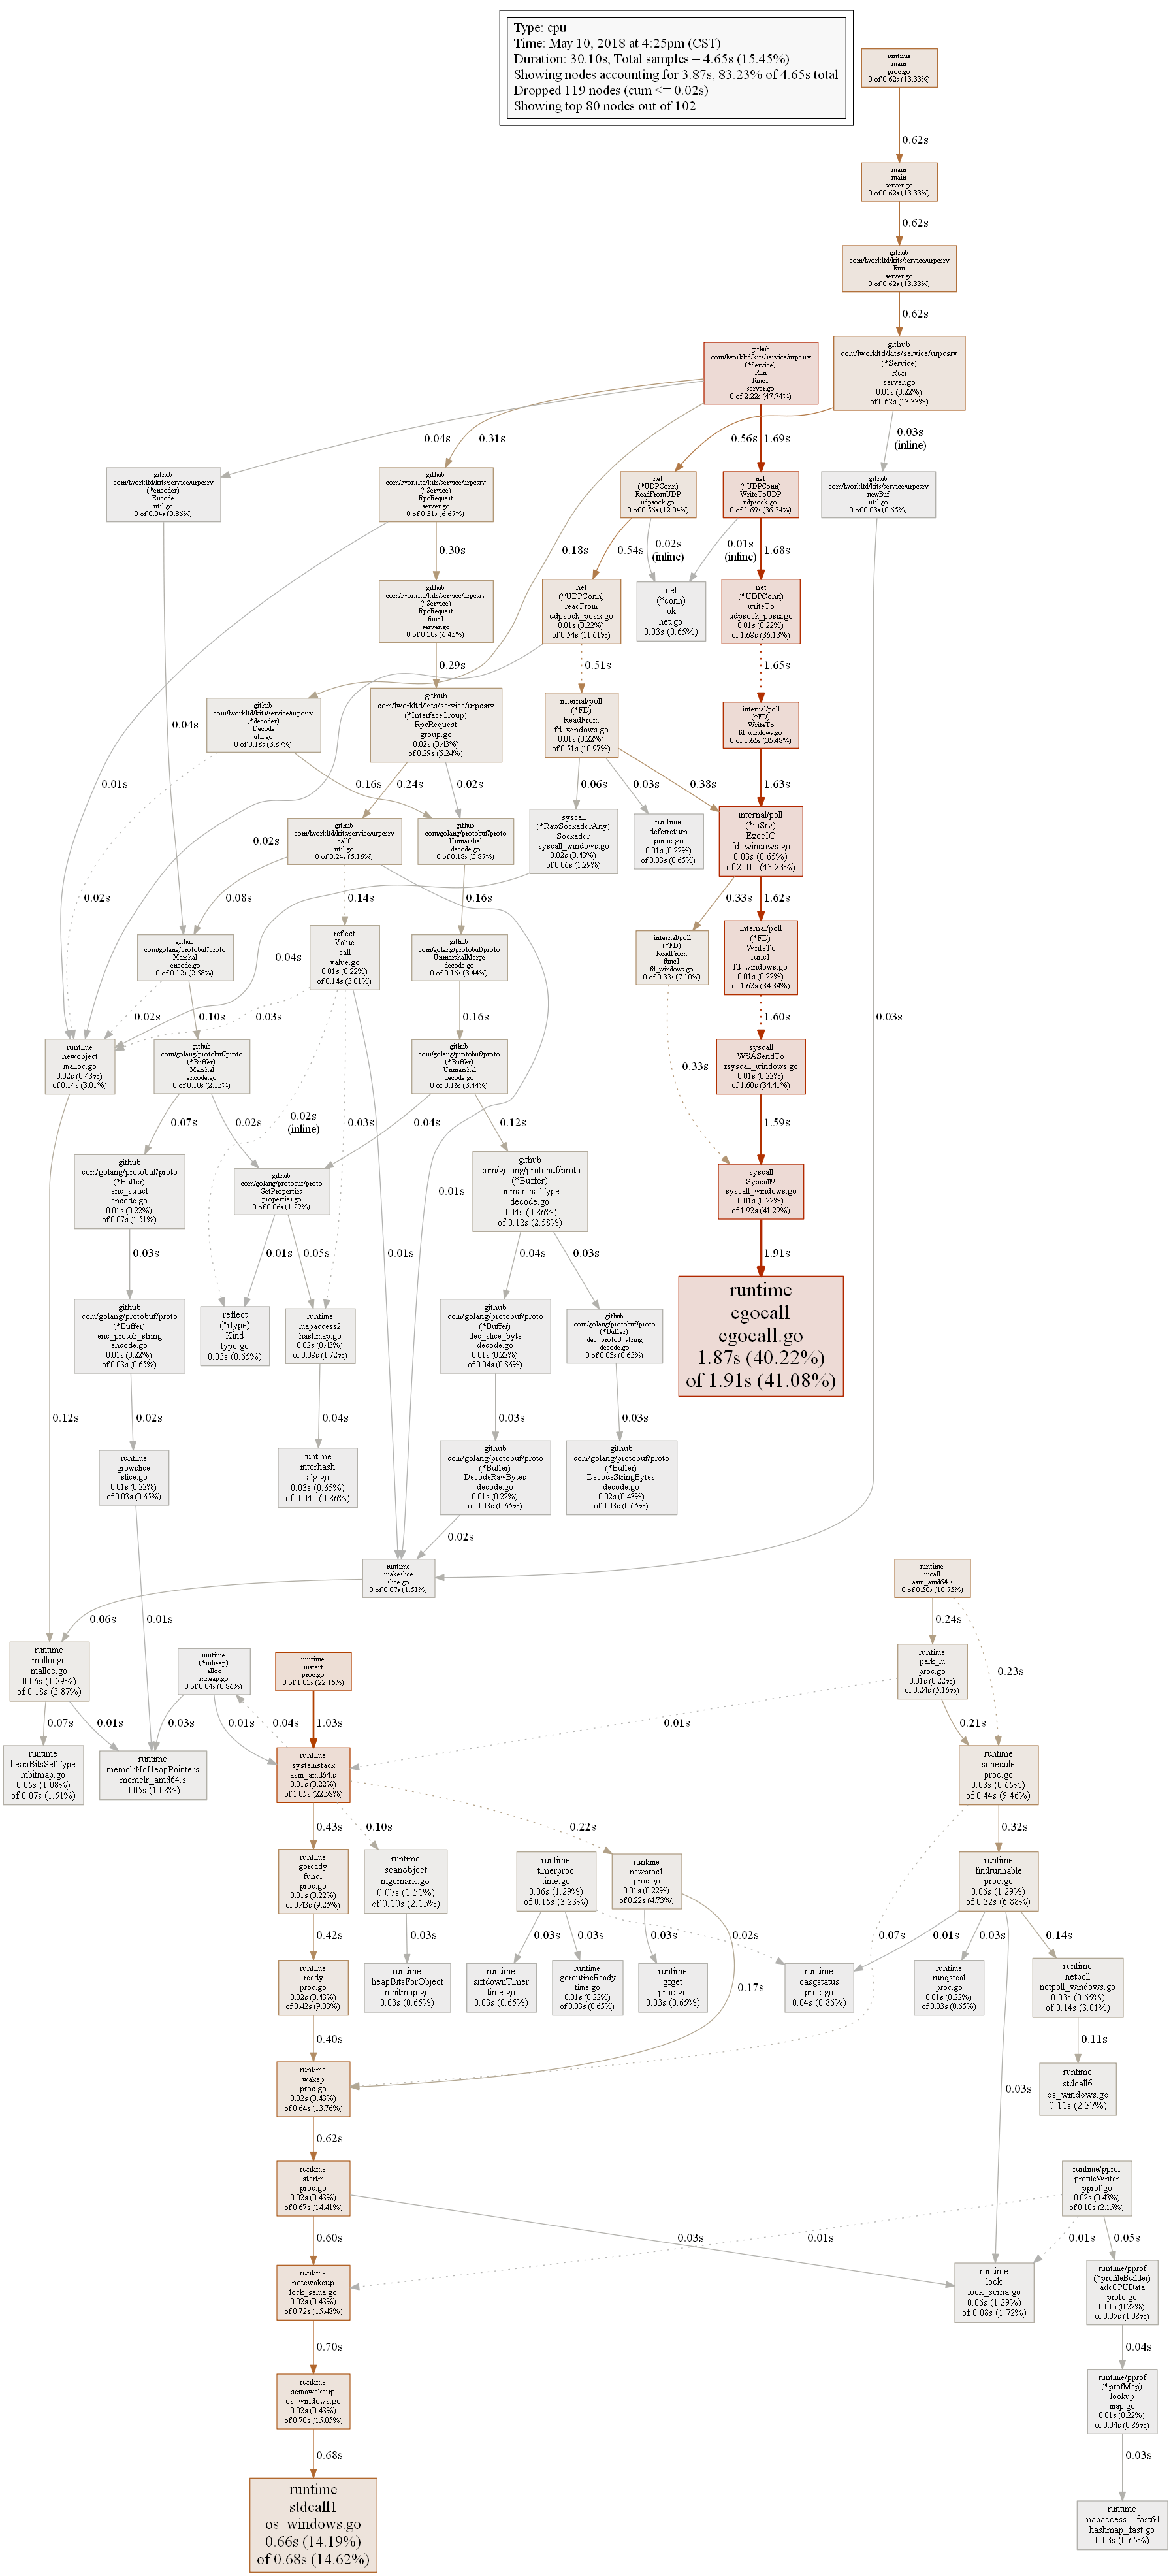 Type: cpu
Time: May 10, 2018 at 4:25pm (CST)
Duration: 30.10s, Total samples = 4.65s (15.45%)
Showing nodes accounting for 3.87s, 83.23% of 4.65s total
Dropped 119 nodes (cum <= 0.02s)
Showing top 80 nodes out of 102
runtime
main
proc.go
0 of 0.62s (13.33%)
0.62s
main
main
server.go
0 of 0.62s (13.33%)
0.62s
github
com/lworkltd/kits/service/urpcsrv
Run
server.go
0 of 0.62s (13.33%)
0.62s
github
com/lworkltd/kits/service/urpcsrv
(*Service)
Run
func1
server.go
0 of 2.22s (47.74%)
github
com/lworkltd/kits/service/urpcsrv
(*Service)
Run
server.go
0.01s (0.22%)
of 0.62s (13.33%)
0.04s
0.31s
0.56s
1.69s
0.03s
(inline)
github
com/lworkltd/kits/service/urpcsrv
(*encoder)
Encode
util.go
0 of 0.04s (0.86%)
github
com/lworkltd/kits/service/urpcsrv
(*Service)
RpcRequest
server.go
0 of 0.31s (6.67%)
net
(*UDPConn)
ReadFromUDP
udpsock.go
0 of 0.56s (12.04%)
net
(*UDPConn)
WriteToUDP
udpsock.go
0 of 1.69s (36.34%)
github
com/lworkltd/kits/service/urpcsrv
newBuf
util.go
0 of 0.03s (0.65%)
0.30s
0.18s
0.54s
0.02s
(inline)
0.01s
(inline)
1.68s
github
com/lworkltd/kits/service/urpcsrv
(*Service)
RpcRequest
func1
server.go
0 of 0.30s (6.45%)
net
(*UDPConn)
readFrom
udpsock_posix.go
0.01s (0.22%)
of 0.54s (11.61%)
net
(*conn)
ok
net.go
0.03s (0.65%)
net
(*UDPConn)
writeTo
udpsock_posix.go
0.01s (0.22%)
of 1.68s (36.13%)
0.29s
0.51s
1.65s
github
com/lworkltd/kits/service/urpcsrv
(*decoder)
Decode
util.go
0 of 0.18s (3.87%)
github
com/lworkltd/kits/service/urpcsrv
(*InterfaceGroup)
RpcRequest
group.go
0.02s (0.43%)
of 0.29s (6.24%)
internal/poll
(*FD)
ReadFrom
fd_windows.go
0.01s (0.22%)
of 0.51s (10.97%)
internal/poll
(*FD)
WriteTo
fd_windows.go
0 of 1.65s (35.48%)
0.04s
0.01s
0.16s
0.24s
0.02s
0.06s
0.03s
0.38s
1.63s
github
com/lworkltd/kits/service/urpcsrv
call0
util.go
0 of 0.24s (5.16%)
github
com/golang/protobuf/proto
Unmarshal
decode.go
0 of 0.18s (3.87%)
syscall
(*RawSockaddrAny)
Sockaddr
syscall_windows.go
0.02s (0.43%)
of 0.06s (1.29%)
runtime
deferreturn
panic.go
0.01s (0.22%)
of 0.03s (0.65%)
internal/poll
(*ioSrv)
ExecIO
fd_windows.go
0.03s (0.65%)
of 2.01s (43.23%)
0.02s
0.02s
0.08s
0.14s
0.16s
0.33s
1.62s
github
com/golang/protobuf/proto
Marshal
encode.go
0 of 0.12s (2.58%)
reflect
Value
call
value.go
0.01s (0.22%)
of 0.14s (3.01%)
github
com/golang/protobuf/proto
UnmarshalMerge
decode.go
0 of 0.16s (3.44%)
internal/poll
(*FD)
ReadFrom
func1
fd_windows.go
0 of 0.33s (7.10%)
internal/poll
(*FD)
WriteTo
func1
fd_windows.go
0.01s (0.22%)
of 1.62s (34.84%)
0.04s
0.02s
0.10s
0.03s
0.16s
1.60s
0.03s
runtime
newobject
malloc.go
0.02s (0.43%)
of 0.14s (3.01%)
github
com/golang/protobuf/proto
(*Buffer)
Marshal
encode.go
0 of 0.10s (2.15%)
github
com/golang/protobuf/proto
(*Buffer)
Unmarshal
decode.go
0 of 0.16s (3.44%)
syscall
WSASendTo
zsyscall_windows.go
0.01s (0.22%)
of 1.60s (34.41%)
0.33s
0.07s
0.02s
0.02s
(inline)
0.03s
0.04s
0.12s
1.59s
github
com/golang/protobuf/proto
(*Buffer)
enc_struct
encode.go
0.01s (0.22%)
of 0.07s (1.51%)
github
com/golang/protobuf/proto
GetProperties
properties.go
0 of 0.06s (1.29%)
github
com/golang/protobuf/proto
(*Buffer)
unmarshalType
decode.go
0.04s (0.86%)
of 0.12s (2.58%)
syscall
Syscall9
syscall_windows.go
0.01s (0.22%)
of 1.92s (41.29%)
0.01s
0.03s
0.01s
0.05s
0.01s
0.04s
0.03s
1.91s
github
com/golang/protobuf/proto
(*Buffer)
enc_proto3_string
encode.go
0.01s (0.22%)
of 0.03s (0.65%)
reflect
(*rtype)
Kind
type.go
0.03s (0.65%)
runtime
mapaccess2
hashmap.go
0.02s (0.43%)
of 0.08s (1.72%)
github
com/golang/protobuf/proto
(*Buffer)
dec_slice_byte
decode.go
0.01s (0.22%)
of 0.04s (0.86%)
github
com/golang/protobuf/proto
(*Buffer)
dec_proto3_string
decode.go
0 of 0.03s (0.65%)
runtime
cgocall
cgocall.go
1.87s (40.22%)
of 1.91s (41.08%)
0.12s
0.02s
0.04s
0.03s
0.03s
runtime
growslice
slice.go
0.01s (0.22%)
of 0.03s (0.65%)
runtime
interhash
alg.go
0.03s (0.65%)
of 0.04s (0.86%)
github
com/golang/protobuf/proto
(*Buffer)
DecodeRawBytes
decode.go
0.01s (0.22%)
of 0.03s (0.65%)
github
com/golang/protobuf/proto
(*Buffer)
DecodeStringBytes
decode.go
0.02s (0.43%)
of 0.03s (0.65%)
0.02s
runtime
makeslice
slice.go
0 of 0.07s (1.51%)
runtime
mcall
asm_amd64.s
0 of 0.50s (10.75%)
0.06s
0.01s
0.24s
0.23s
runtime
mallocgc
malloc.go
0.06s (1.29%)
of 0.18s (3.87%)
runtime
(*mheap)
alloc
mheap.go
0 of 0.04s (0.86%)
runtime
mstart
proc.go
0 of 1.03s (22.15%)
runtime
park_m
proc.go
0.01s (0.22%)
of 0.24s (5.16%)
0.07s
0.01s
0.03s
0.01s
0.04s
1.03s
0.01s
0.21s
runtime
heapBitsSetType
mbitmap.go
0.05s (1.08%)
of 0.07s (1.51%)
runtime
memclrNoHeapPointers
memclr_amd64.s
0.05s (1.08%)
runtime
systemstack
asm_amd64.s
0.01s (0.22%)
of 1.05s (22.58%)
runtime
schedule
proc.go
0.03s (0.65%)
of 0.44s (9.46%)
0.43s
0.10s
0.22s
0.32s
runtime
goready
func1
proc.go
0.01s (0.22%)
of 0.43s (9.25%)
runtime
scanobject
mgcmark.go
0.07s (1.51%)
of 0.10s (2.15%)
runtime
timerproc
time.go
0.06s (1.29%)
of 0.15s (3.23%)
runtime
newproc1
proc.go
0.01s (0.22%)
of 0.22s (4.73%)
runtime
findrunnable
proc.go
0.06s (1.29%)
of 0.32s (6.88%)
0.42s
0.03s
0.03s
0.03s
0.03s
0.02s
0.07s
0.01s
0.03s
0.14s
runtime
ready
proc.go
0.02s (0.43%)
of 0.42s (9.03%)
runtime
heapBitsForObject
mbitmap.go
0.03s (0.65%)
runtime
siftdownTimer
time.go
0.03s (0.65%)
runtime
goroutineReady
time.go
0.01s (0.22%)
of 0.03s (0.65%)
runtime
gfget
proc.go
0.03s (0.65%)
0.17s
runtime
casgstatus
proc.go
0.04s (0.86%)
runtime
runqsteal
proc.go
0.01s (0.22%)
of 0.03s (0.65%)
runtime
netpoll
netpoll_windows.go
0.03s (0.65%)
of 0.14s (3.01%)
0.40s
0.11s
runtime
wakep
proc.go
0.02s (0.43%)
of 0.64s (13.76%)
0.03s
runtime
stdcall6
os_windows.go
0.11s (2.37%)
0.62s
runtime
startm
proc.go
0.02s (0.43%)
of 0.67s (14.41%)
runtime/pprof
profileWriter
pprof.go
0.02s (0.43%)
of 0.10s (2.15%)
0.60s
0.03s
0.01s
0.01s
0.05s
runtime
notewakeup
lock_sema.go
0.02s (0.43%)
of 0.72s (15.48%)
runtime
lock
lock_sema.go
0.06s (1.29%)
of 0.08s (1.72%)
runtime/pprof
(*profileBuilder)
addCPUData
proto.go
0.01s (0.22%)
of 0.05s (1.08%)
0.70s
0.04s
runtime
semawakeup
os_windows.go
0.02s (0.43%)
of 0.70s (15.05%)
runtime/pprof
(*profMap)
lookup
map.go
0.01s (0.22%)
of 0.04s (0.86%)
0.68s
0.03s
runtime
stdcall1
os_windows.go
0.66s (14.19%)
of 0.68s (14.62%)
runtime
mapaccess1_fast64
hashmap_fast.go
0.03s (0.65%)